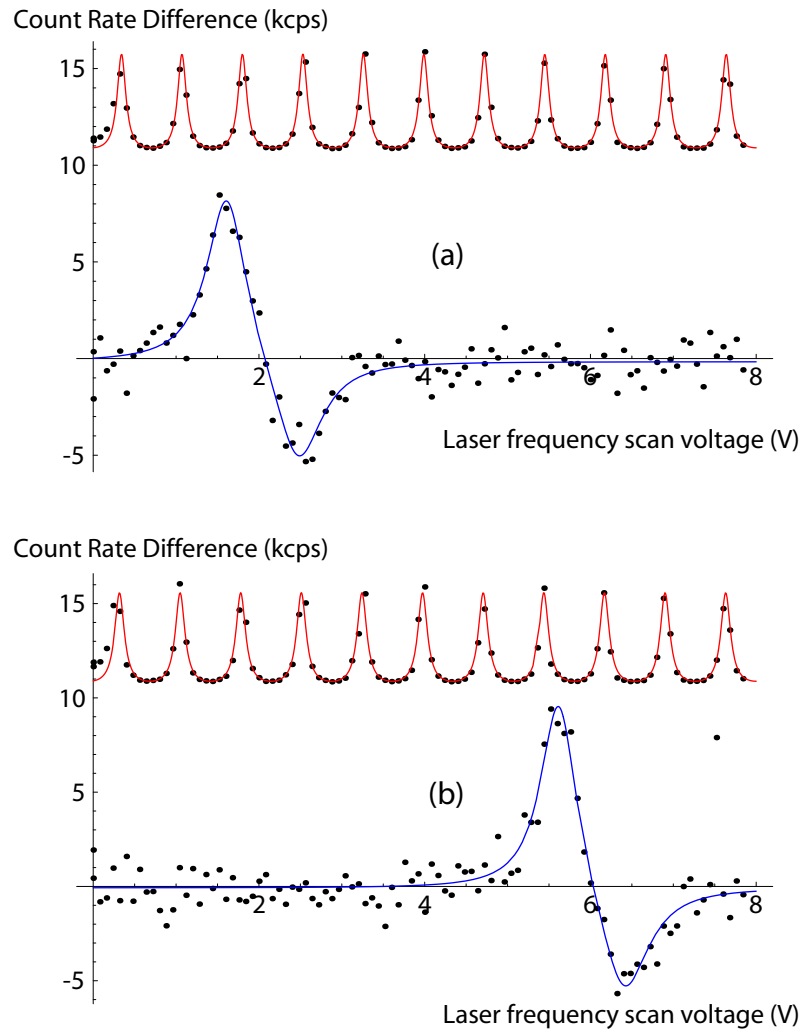 Count Rate Difference (kcps)
15
10
5
-5
(a)
2 4 6 8
Laser frequency scan voltage (V)
Count Rate Difference (kcps)
15
10
5
-5
(b)
2 4 6 8
Laser frequency scan voltage (V)